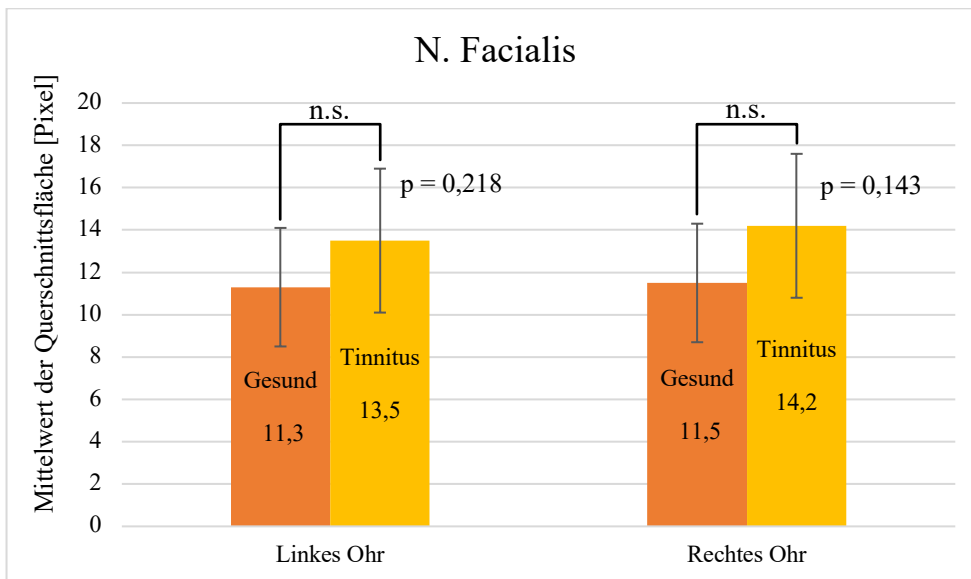 N. Facialis
Mittelwert der Querschnittsfläche [Pixel]
20
18
16
14
12
10
8
6
4
2
0
n.s.
p = 0,218
Gesund
11,3
Tinnitus
13,5
n.s.
p = 0,143
Gesund
11,5
Tinnitus
14,2
Linkes Ohr
Rechtes Ohr